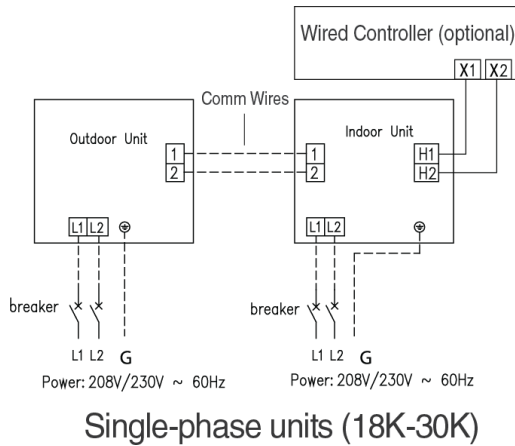 Wired Controller (optional)
X1 X2
Comm Wires
Outdoor Unit
1
2
Indoor Unit
1
2
H1
H2
L1 L2
L1 L2
breaker
breaker
L1 L2 G
L1 L2 G
Power: 208V/230V ~ 60Hz
Power: 208V/230V ~ 60Hz
Single-phase units (18K-30K)